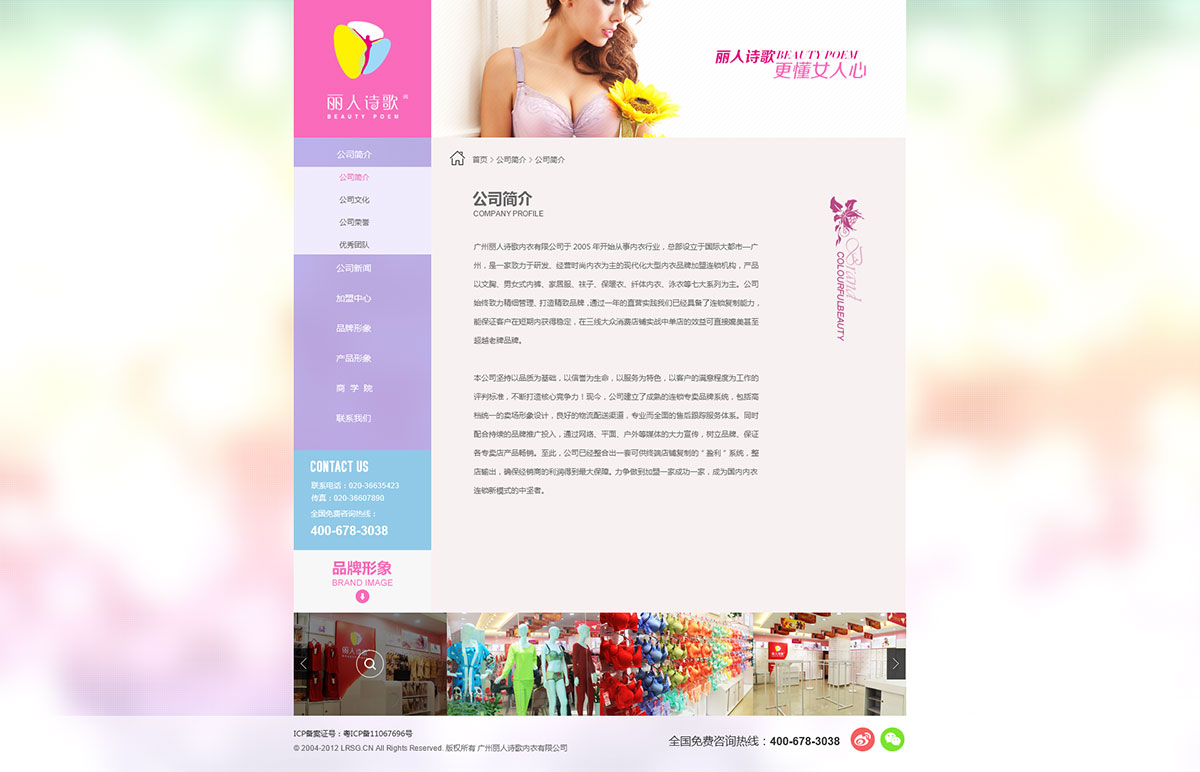 丽人诗歌
BEAUTY POEM
丽人诗歌BEAUTY POEM
更懂女人心
公司简介
公司简介
公司文化
公司荣誉
优秀团队
公司新闻
加盟中心
品牌形象
产品形象
商 学 院
联系我们
CONTACT US
联系电话：020-36635423
传真：020-36607890
全国免费咨询热线：
400-678-3038
品牌形象
BRAND IMAGE
首页 > 公司简介 > 公司简介
公司简介
COMPANY PROFILE
广州丽人诗歌内衣有限公司于 2005 年开始从事内衣行业，总部设立于国际大都市—广
州，是一家致力于研发、经营时尚内衣为主的现代化大型内衣品牌加盟连锁机构，产品
以文胸、男女式内裤、家居服、袜子、保暖衣、纤体内衣、泳衣等七大系列为主。公司
始终致力精细管理、打造精致品牌，通过一年的直营实践我们已经具备了连锁复制能力，
能保证客户在短期内获得稳定，在三线大众消费店铺实战中单店的效益可直接媲美甚至
超越老牌品牌。
本公司坚持以品质为基础，以信誉为生命，以服务为特色，以客户的满意程度为工作的
评判标准，不断打造核心竞争力！现今，公司建立了成熟的连锁专卖品牌系统，包括高
档统一的卖场形象设计，良好的物流配送渠道，专业而全面的售后跟踪服务体系。同时
配合持续的品牌推广投入，通过网络、平面、户外等媒体的大力宣传，树立品牌、保证
各专卖店产品畅销。至此，公司已经整合出一套可供终端店铺复制的“盈利”系统，整
店输出，确保经销商的利润得到最大保障。力争做到加盟一家成功一家，成为国内内衣
连锁新模式的中坚者。
Brand
COLOURFULBEAUTY
丽人诗歌
ICP备案证号：粤ICP备11067696号
© 2004-2012 LRSG.CN All Rights Reserved. 版权所有 广州丽人诗歌内衣有限公司
全国免费咨询热线：400-678-3038